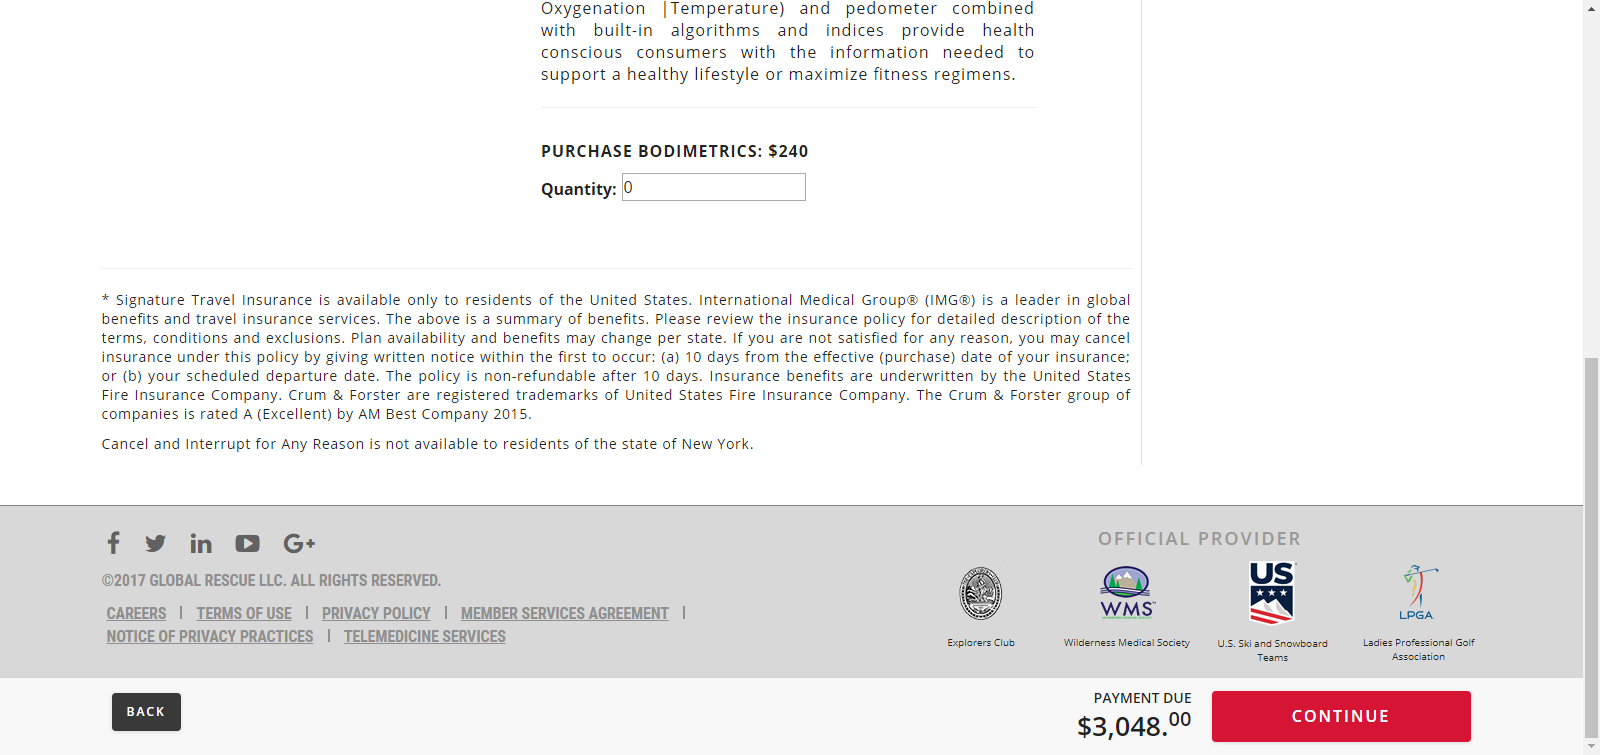 Oxygenation |Temperature) and pedometer combined
with built-in algorithms and indices provide health
conscious consumers with the information needed to
support a healthy lifestyle or maximize fitness regimens.
PURCHASE BODIMETRICS: $240
Quantity: 0
* Signature Travel Insurance is available only to residents of the United States. International Medical Group® (IMG®) is a leader in global
benefits and travel insurance services. The above is a summary of benefits. Please review the insurance policy for detailed description of the
terms, conditions and exclusions. Plan availability and benefits may change per state. If you are not satisfied for any reason, you may cancel
insurance under this policy by giving written notice within the first to occur: (a) 10 days from the effective (purchase) date of your insurance;
or (b) your scheduled departure date. The policy is non-refundable after 10 days. Insurance benefits are underwritten by the United States
Fire Insurance Company. Crum & Forster are registered trademarks of United States Fire Insurance Company. The Crum & Forster group of
companies is rated A (Excellent) by AM Best Company 2015.
Cancel and Interrupt for Any Reason is not available to residents of the state of New York.
©2017 GLOBAL RESCUE LLC. ALL RIGHTS RESERVED.
CAREERS | TERMS OF USE | PRIVACY POLICY | MEMBER SERVICES AGREEMENT |
NOTICE OF PRIVACY PRACTICES | TELEMEDICINE SERVICES
OFFICIAL PROVIDER
WMS
US
LPGA
Explorers Club
Wilderness Medical Society
U.S. Ski and Snowboard
Teams
Ladies Professional Golf
Association
BACK
PAYMENT DUE
$3,048.00
CONTINUE